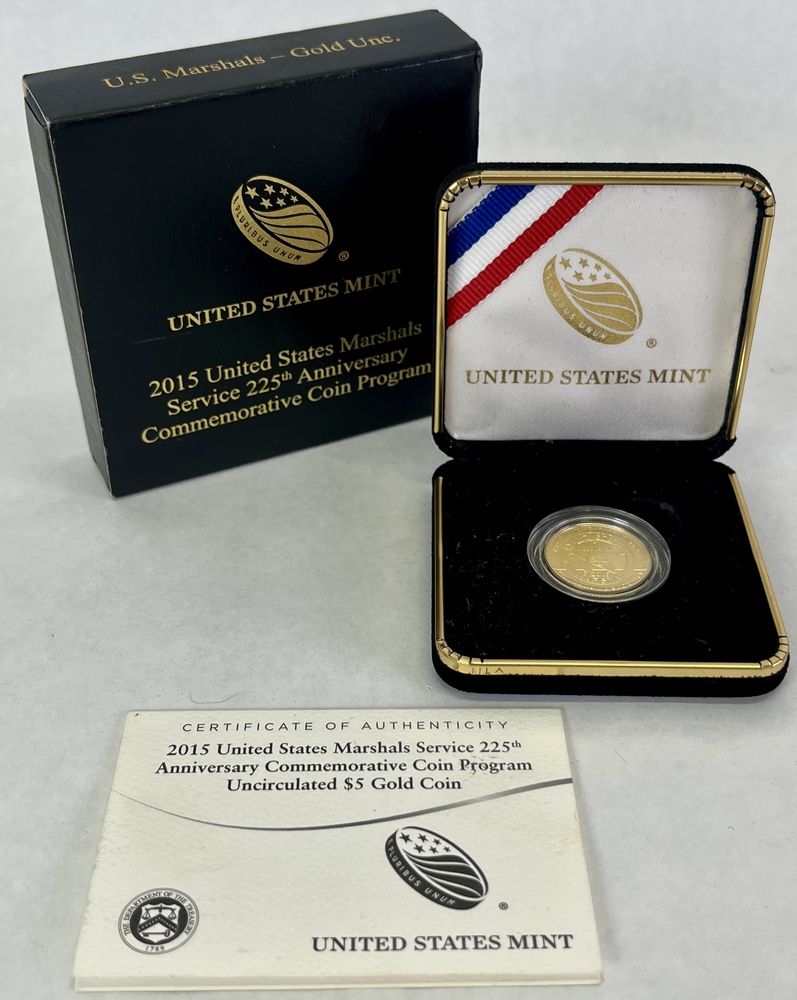 U.S. Marshals – Gold Unc.
E PLURIBUS UNUM
®
UNITED STATES MINT
2015 United States Marshals
Service 225th Anniversary
Commemorative Coin Program
E PLURIBUS UNUM
®
UNITED STATES MINT
CERTIFICATE OF AUTHENTICITY
2015 United States Marshals Service 225th
Anniversary Commemorative Coin Program
Uncirculated $5 Gold Coin
E PLURIBUS UNUM
®
THE DEPARTMENT OF THE TREASURY
1789
UNITED STATES MINT